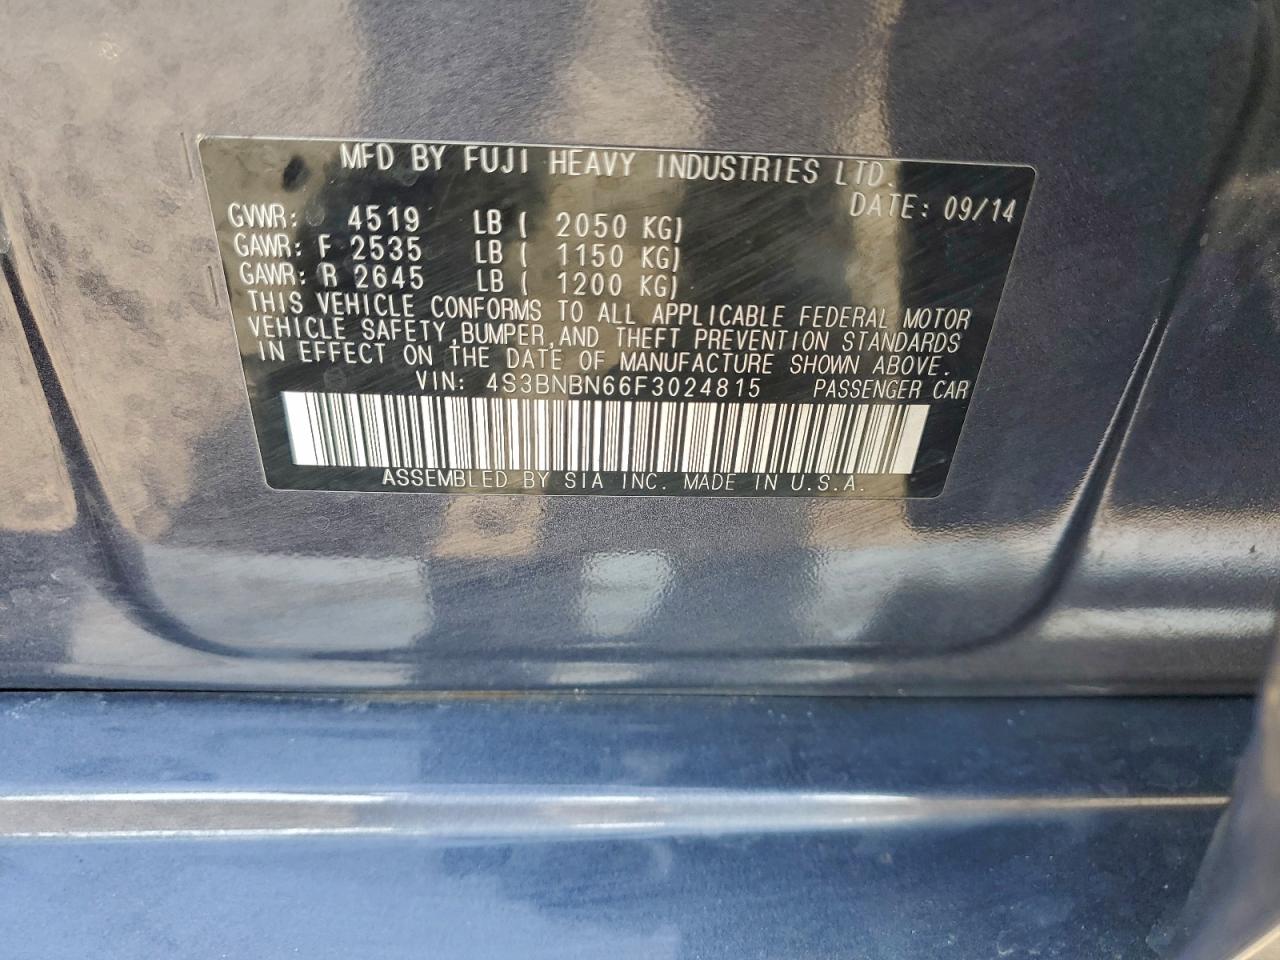 MFD BY FUJI HEAVY INDUSTRIES LTD.
DATE: 09/14
GVWR: 4519 LB ( 2050 KG)
GAWR: F 2535 LB ( 1150 KG)
GAWR: R 2645 LB ( 1200 KG)
THIS VEHICLE CONFORMS TO ALL APPLICABLE FEDERAL MOTOR
VEHICLE SAFETY,BUMPER,AND THEFT PREVENTION STANDARDS
IN EFFECT ON THE DATE OF MANUFACTURE SHOWN ABOVE.
VIN: 4S3BNBN66F3024815 PASSENGER CAR
ASSEMBLED BY SIA INC. MADE IN U.S.A.